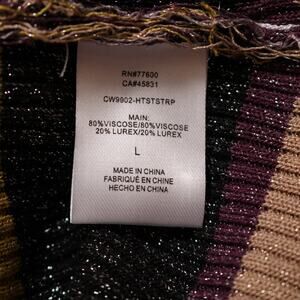 RN#77600
CA#45831
CW9902-HTSTSTRP
MAIN:
80%VISCOSE/80%VISCOSE
20% LUREX/20% LUREX
L
MADE IN CHINA
FABRIQUÉ EN CHINE
HECHO EN CHINA